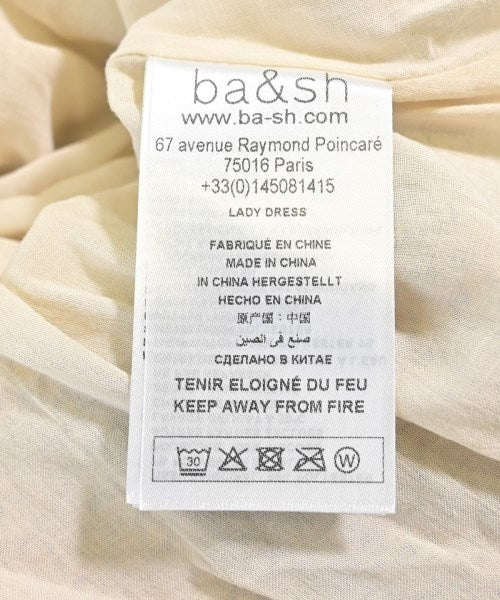 ba&sh
www.ba-sh.com
67 avenue Raymond Poincaré
75016 Paris
+33(0)145081415
LADY DRESS
FABRIQUÉ EN CHINE
MADE IN CHINA
IN CHINA HERGESTELLT
HECHO EN CHINA
原产国：中国
صنع في الصين
СДЕЛАНО В КИТАЕ
TENIR ELOIGNÉ DU FEU
KEEP AWAY FROM FIRE
30 W